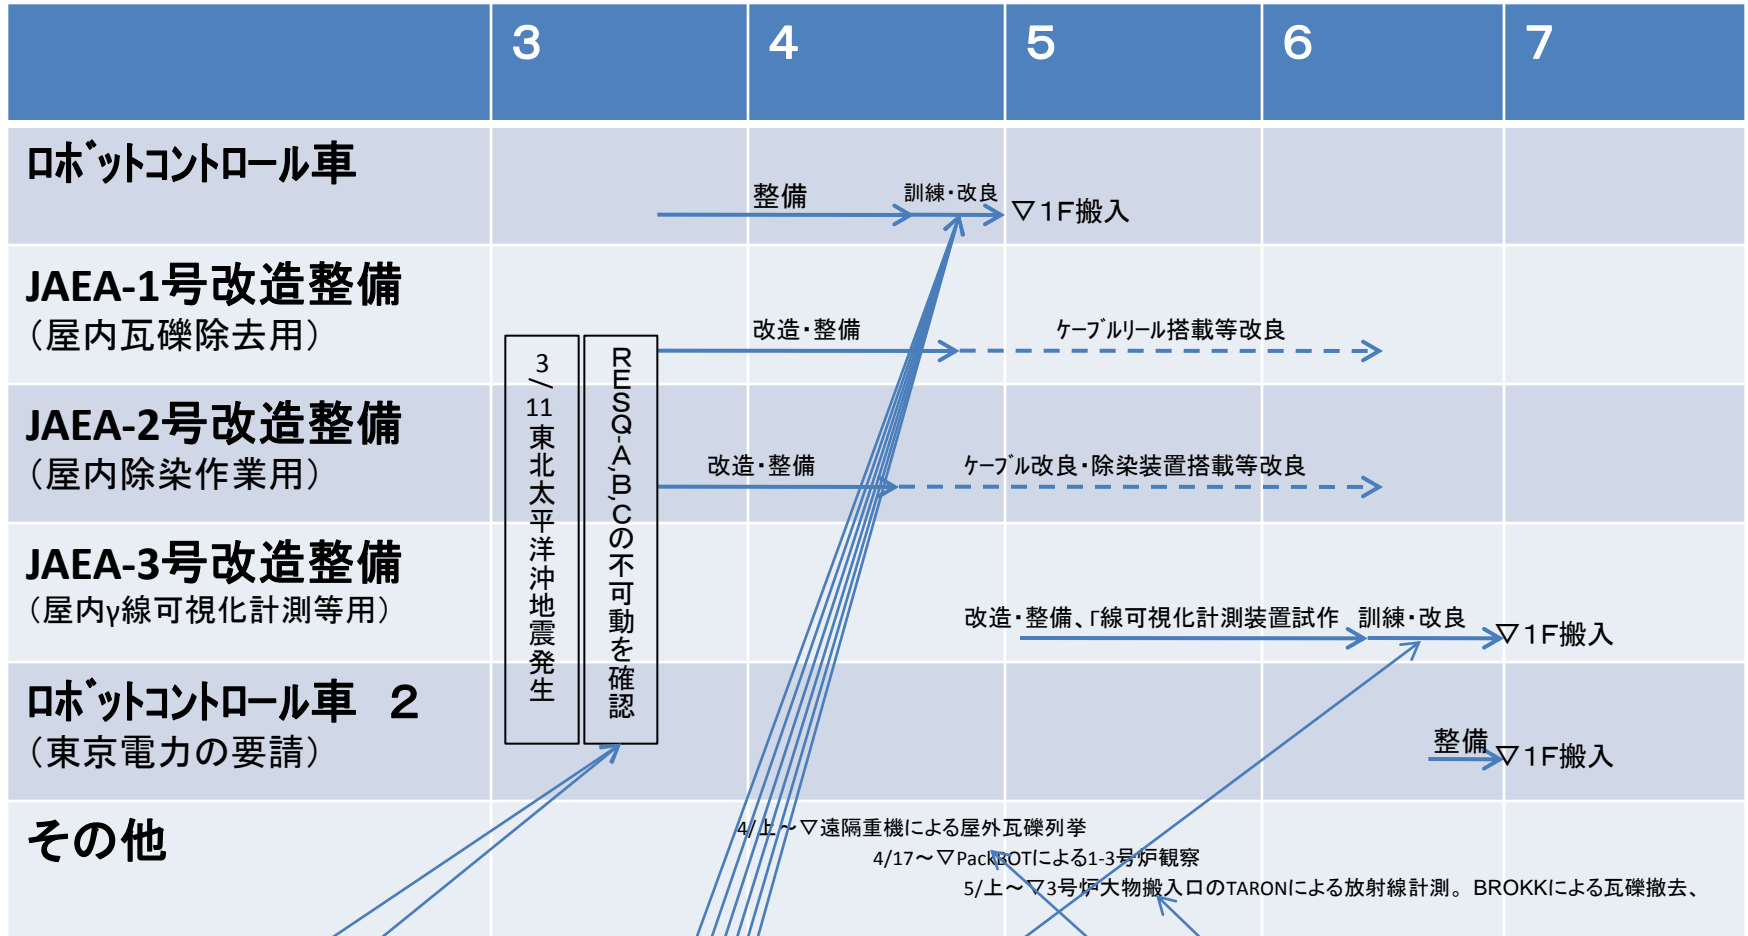 3 4 5 6 7
ロボットコントロール車
整備 訓練・改良 ▽1F搬入
JAEA-1号改造整備
（屋内瓦礫除去用）
改造・整備 ケーブルリール搭載等改良
3/11東北太平洋沖地震発生
RESQ-A,B,Cの不可動を確認
JAEA-2号改造整備
（屋内除染作業用）
改造・整備 ケーブル改良・除染装置搭載等改良
JAEA-3号改造整備
（屋内γ線可視化計測等用）
改造・整備、Γ線可視化計測装置試作 訓練・改良 ▽1F搬入
ロボットコントロール車 2
（東京電力の要請）
整備 ▽1F搬入
その他
4/上～▽遠隔重機による屋外瓦礫列挙
4/17～▽PackBOTによる1-3号炉観察
5/上～▽3号炉大物搬入口のTARONによる放射線計測。BROKKによる瓦礫撤去、